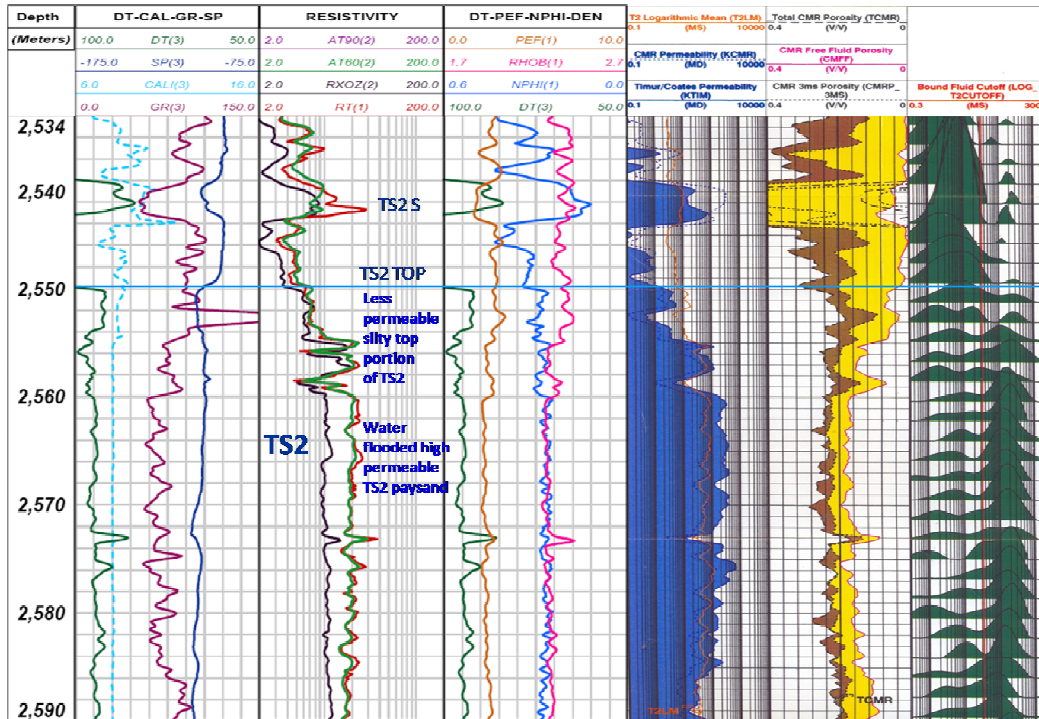 Depth
(Meters)
DT-CAL-GR-SP
100.0 DT(3) 50.0
-175.0 SP(3) -75.0
6.0 CALI(3) 16.0
0.0 GR(3) 150.0
RESISTIVITY
2.0 AT90(2) 200.0
2.0 AT60(2) 200.0
2.0 RXOZ(2) 200.0
2.0 RT(1) 200.0
DT-PEF-NPHI-DEN
0.0 PEF(1) 10.0
1.7 RHOB(1) 2.7
0.6 NPHI(1) 0.0
100.0 DT(3) 50.0
T2 Logarithmic Mean (T2LM)
0.1 (MS) 10000
CMR Permeability (KCMR)
0.1 (MD) 10000
Timur/Coates Permeability
(KTIM)
0.1 (MD) 10000
Total CMR Porosity (TCMR)
0.4 (V/V) 0
CMR Free Fluid Porosity
(CMFF)
0.4 (V/V) 0
CMR 3ms Porosity (CMRP_
3MS)
0.4 (V/V) 0
Bound Fluid Cutoff (LOG_
T2CUTOFF)
0.3 (MS) 300
2,534
2,540
2,550
2,560
2,570
2,580
2,590
TS2 S
TS2 TOP
Less
permeable
silty top
portion
of TS2
TS2
Water
flooded high
permeable
TS2 paysand
T2LM
TCMR